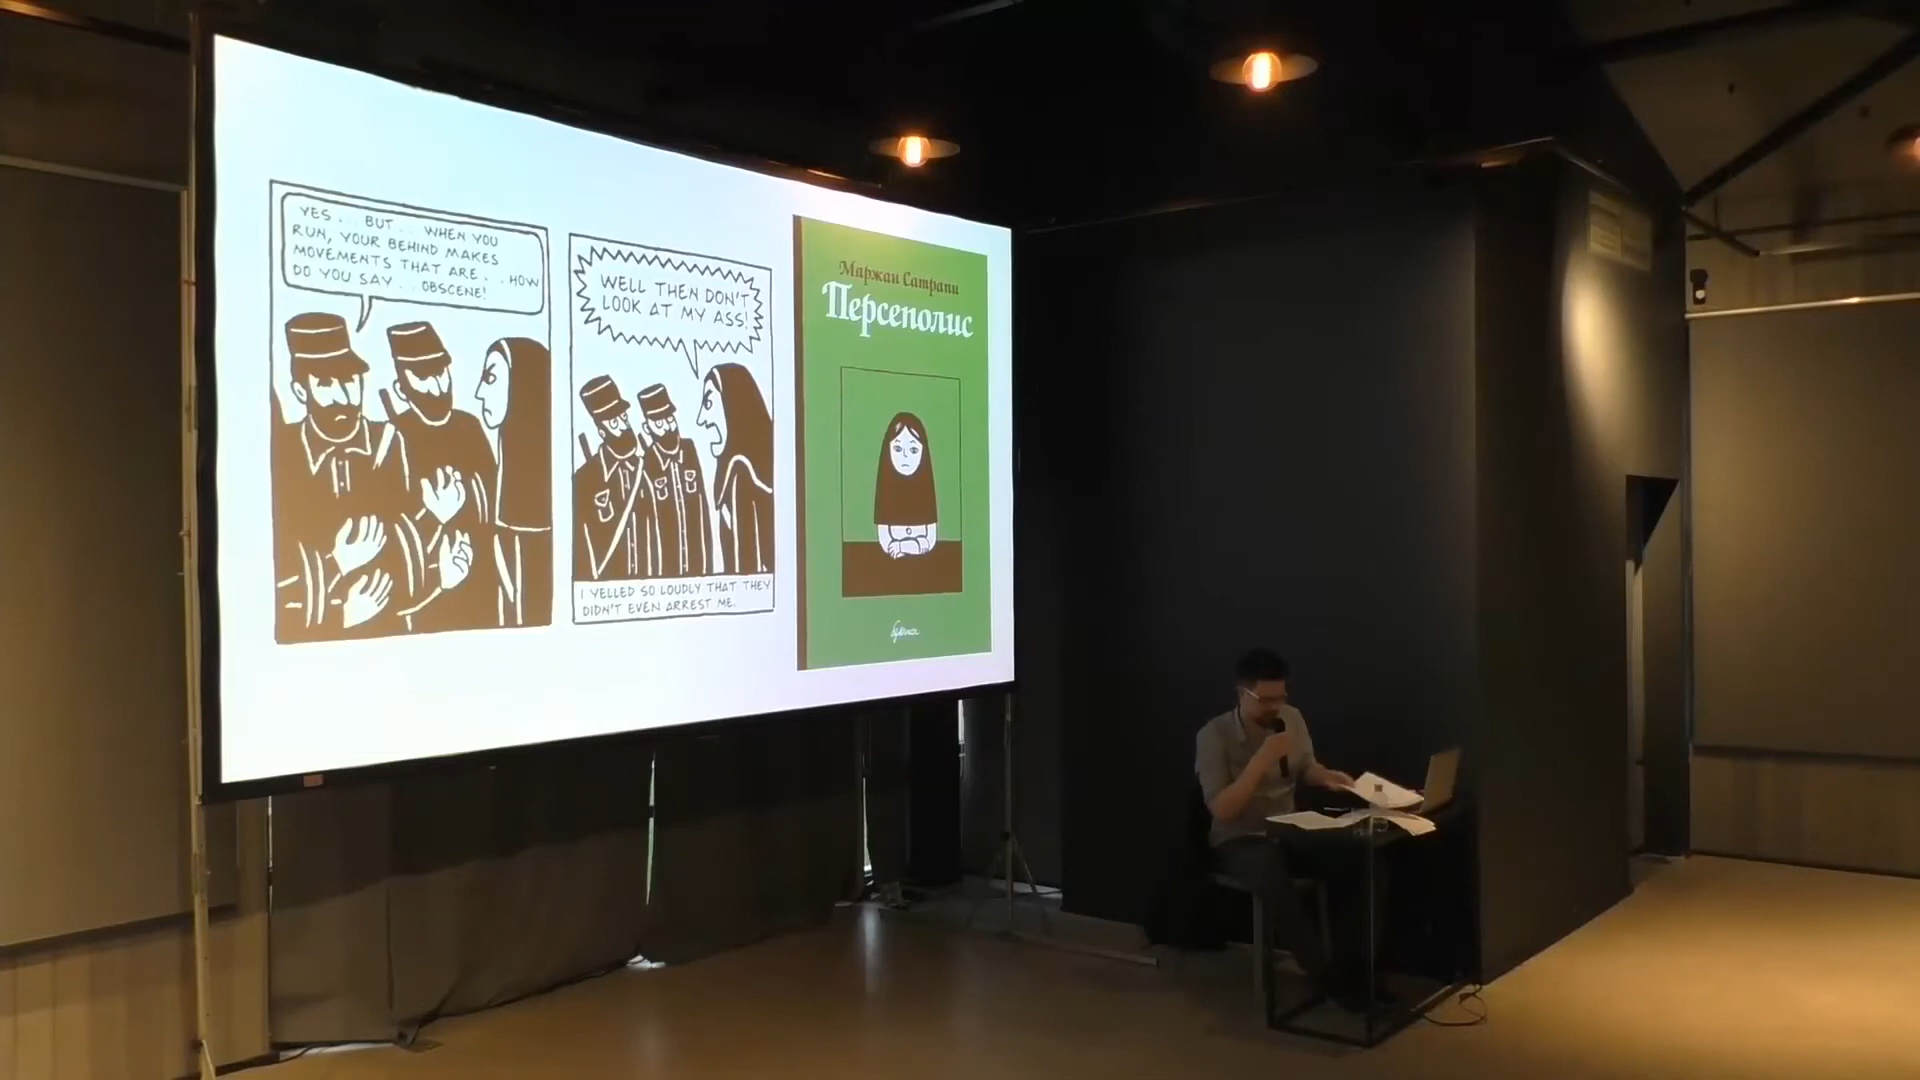 YES . . . BUT . . . WHEN YOU
RUN, YOUR BEHIND MAKES
MOVEMENTS THAT ARE . . . HOW
DO YOU SAY . . . OBSCENE!
WELL THEN DON'T
LOOK AT MY ASS!
I YELLED SO LOUDLY THAT THEY
DIDN'T EVEN ARREST ME.
Маржан Сатрапи
Персеполис